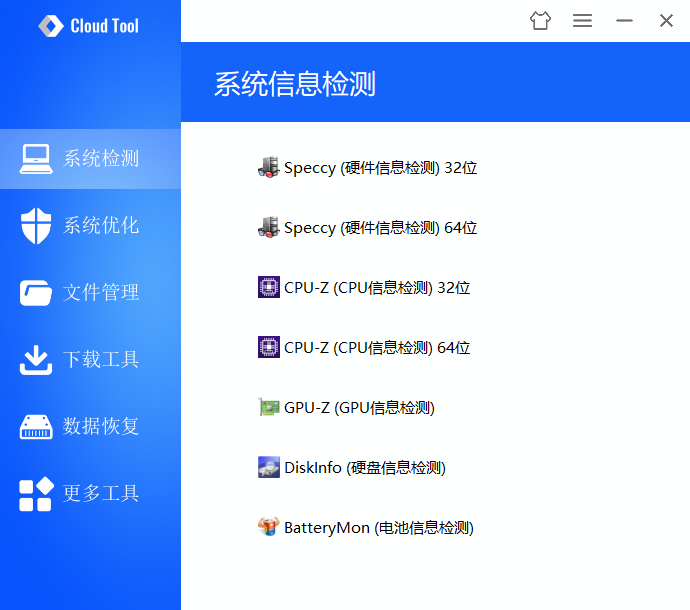 Cloud Tool
系统检测
系统优化
文件管理
下载工具
数据恢复
更多工具
系统信息检测
Speccy (硬件信息检测) 32位
Speccy (硬件信息检测) 64位
CPU-Z (CPU信息检测) 32位
CPU-Z (CPU信息检测) 64位
GPU-Z (GPU信息检测)
DiskInfo (硬盘信息检测)
BatteryMon (电池信息检测)